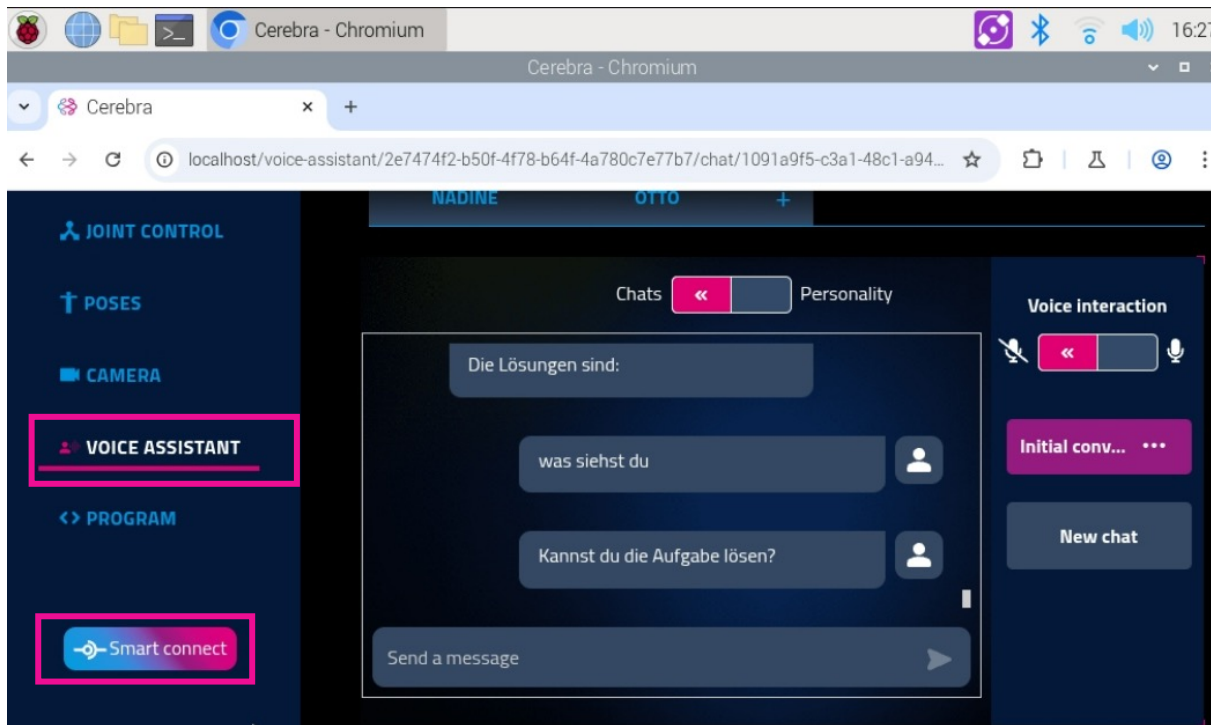 Cerebra - Chromium
Cerebra - Chromium
Cerebra
localhost/voice-assistant/2e7474f2-b50f-4f78-b64f-4a780c7e77b7/chat/1091a9f5-c3a1-48c1-a94...
NADINE OTTO +
JOINT CONTROL
POSES
CAMERA
VOICE ASSISTANT
<> PROGRAM
Smart connect
Chats « Personality
Die Lösungen sind:
was siehst du
Kannst du die Aufgabe lösen?
Send a message
Voice interaction
«
Initial conv... •••
New chat